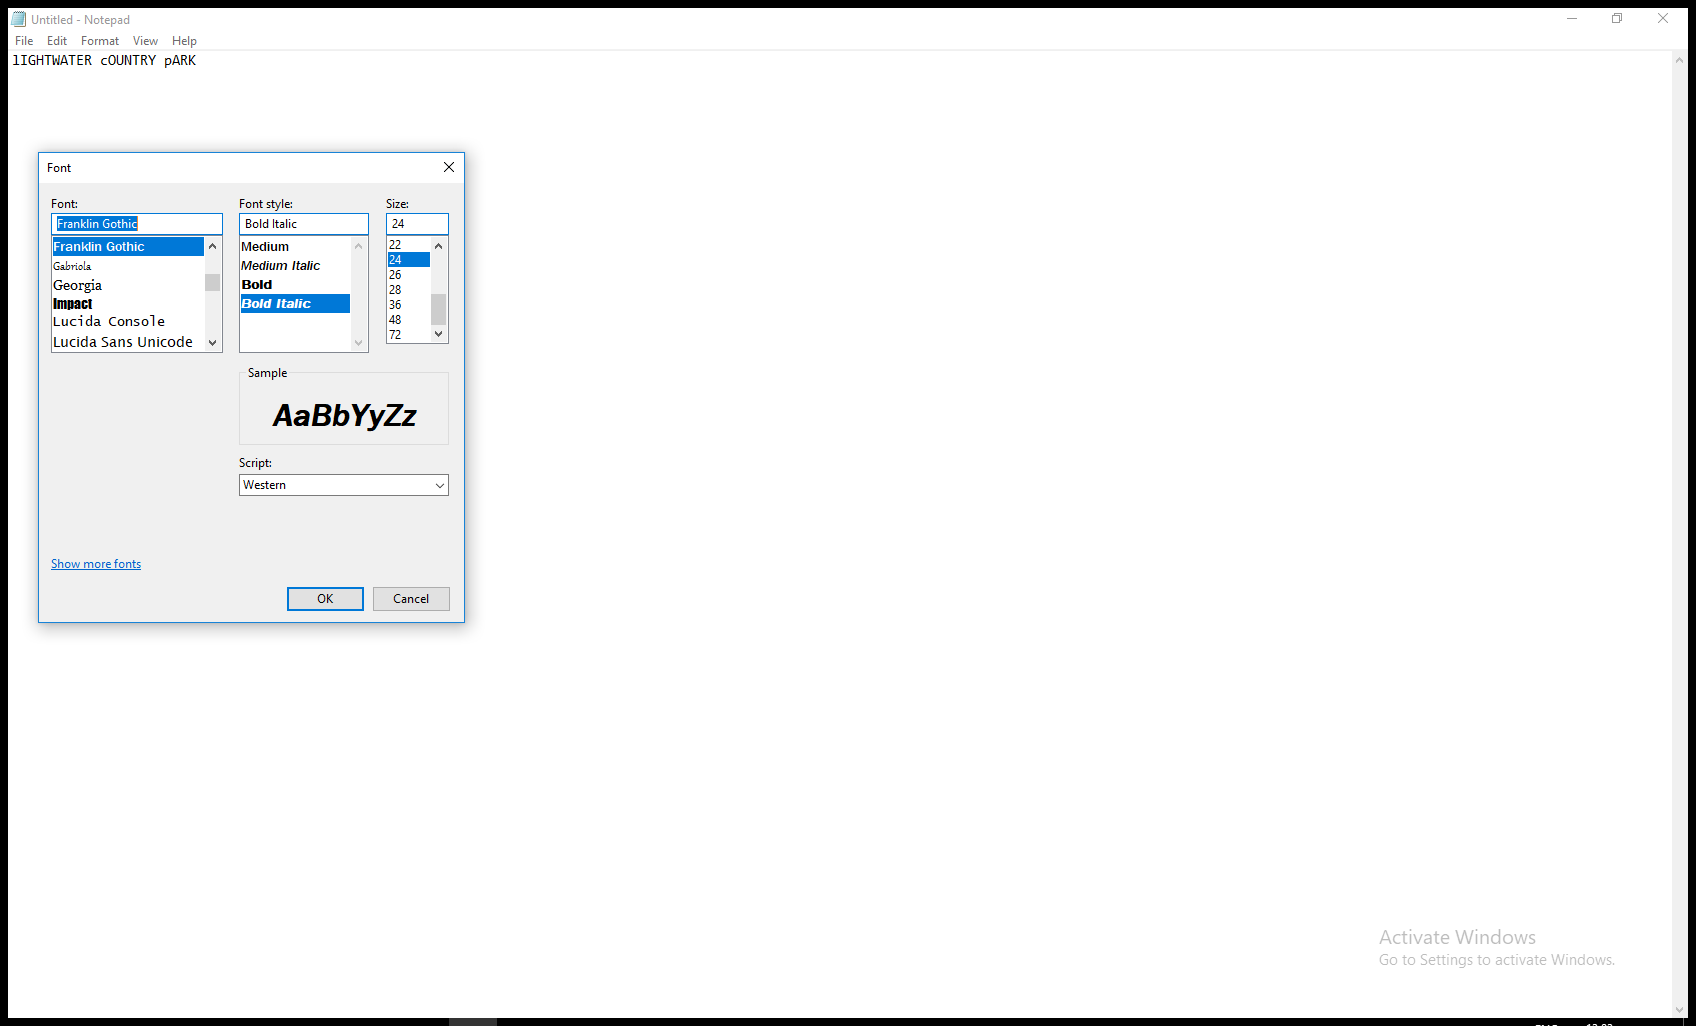 Untitled - Notepad
File Edit Format View Help
lIGHTWATER cOUNTRY pARK
Font
Font: Font style: Size:
Franklin Gothic Bold Italic 24
Franklin Gothic
Gabriola
Georgia
Impact
Lucida Console
Lucida Sans Unicode
Medium
Medium Italic
Bold
Bold Italic
22
24
26
28
36
48
72
Sample
AaBbYyZz
Script:
Western
Show more fonts
OK Cancel
Activate Windows
Go to Settings to activate Windows.